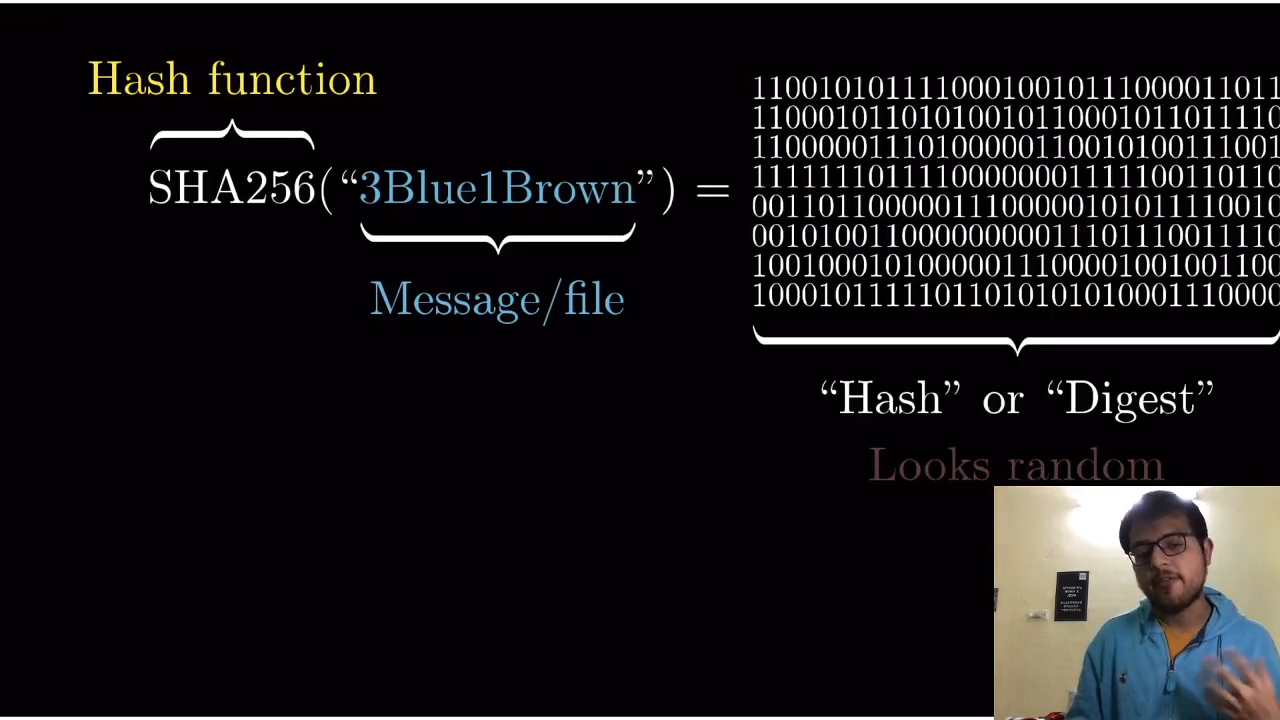 Hash function
SHA256(“3Blue1Brown”) =
Message/file
11001010111100010010111000011011
11000101101010010110001011011110
11000001110100000110010100111001
11111110111100000001111100110110
00110110000011100000101011110010
00101001100000000011101110011110
10010001010000011100001001001100
10001011111011010101010001110000
“Hash” or “Digest”
Looks random